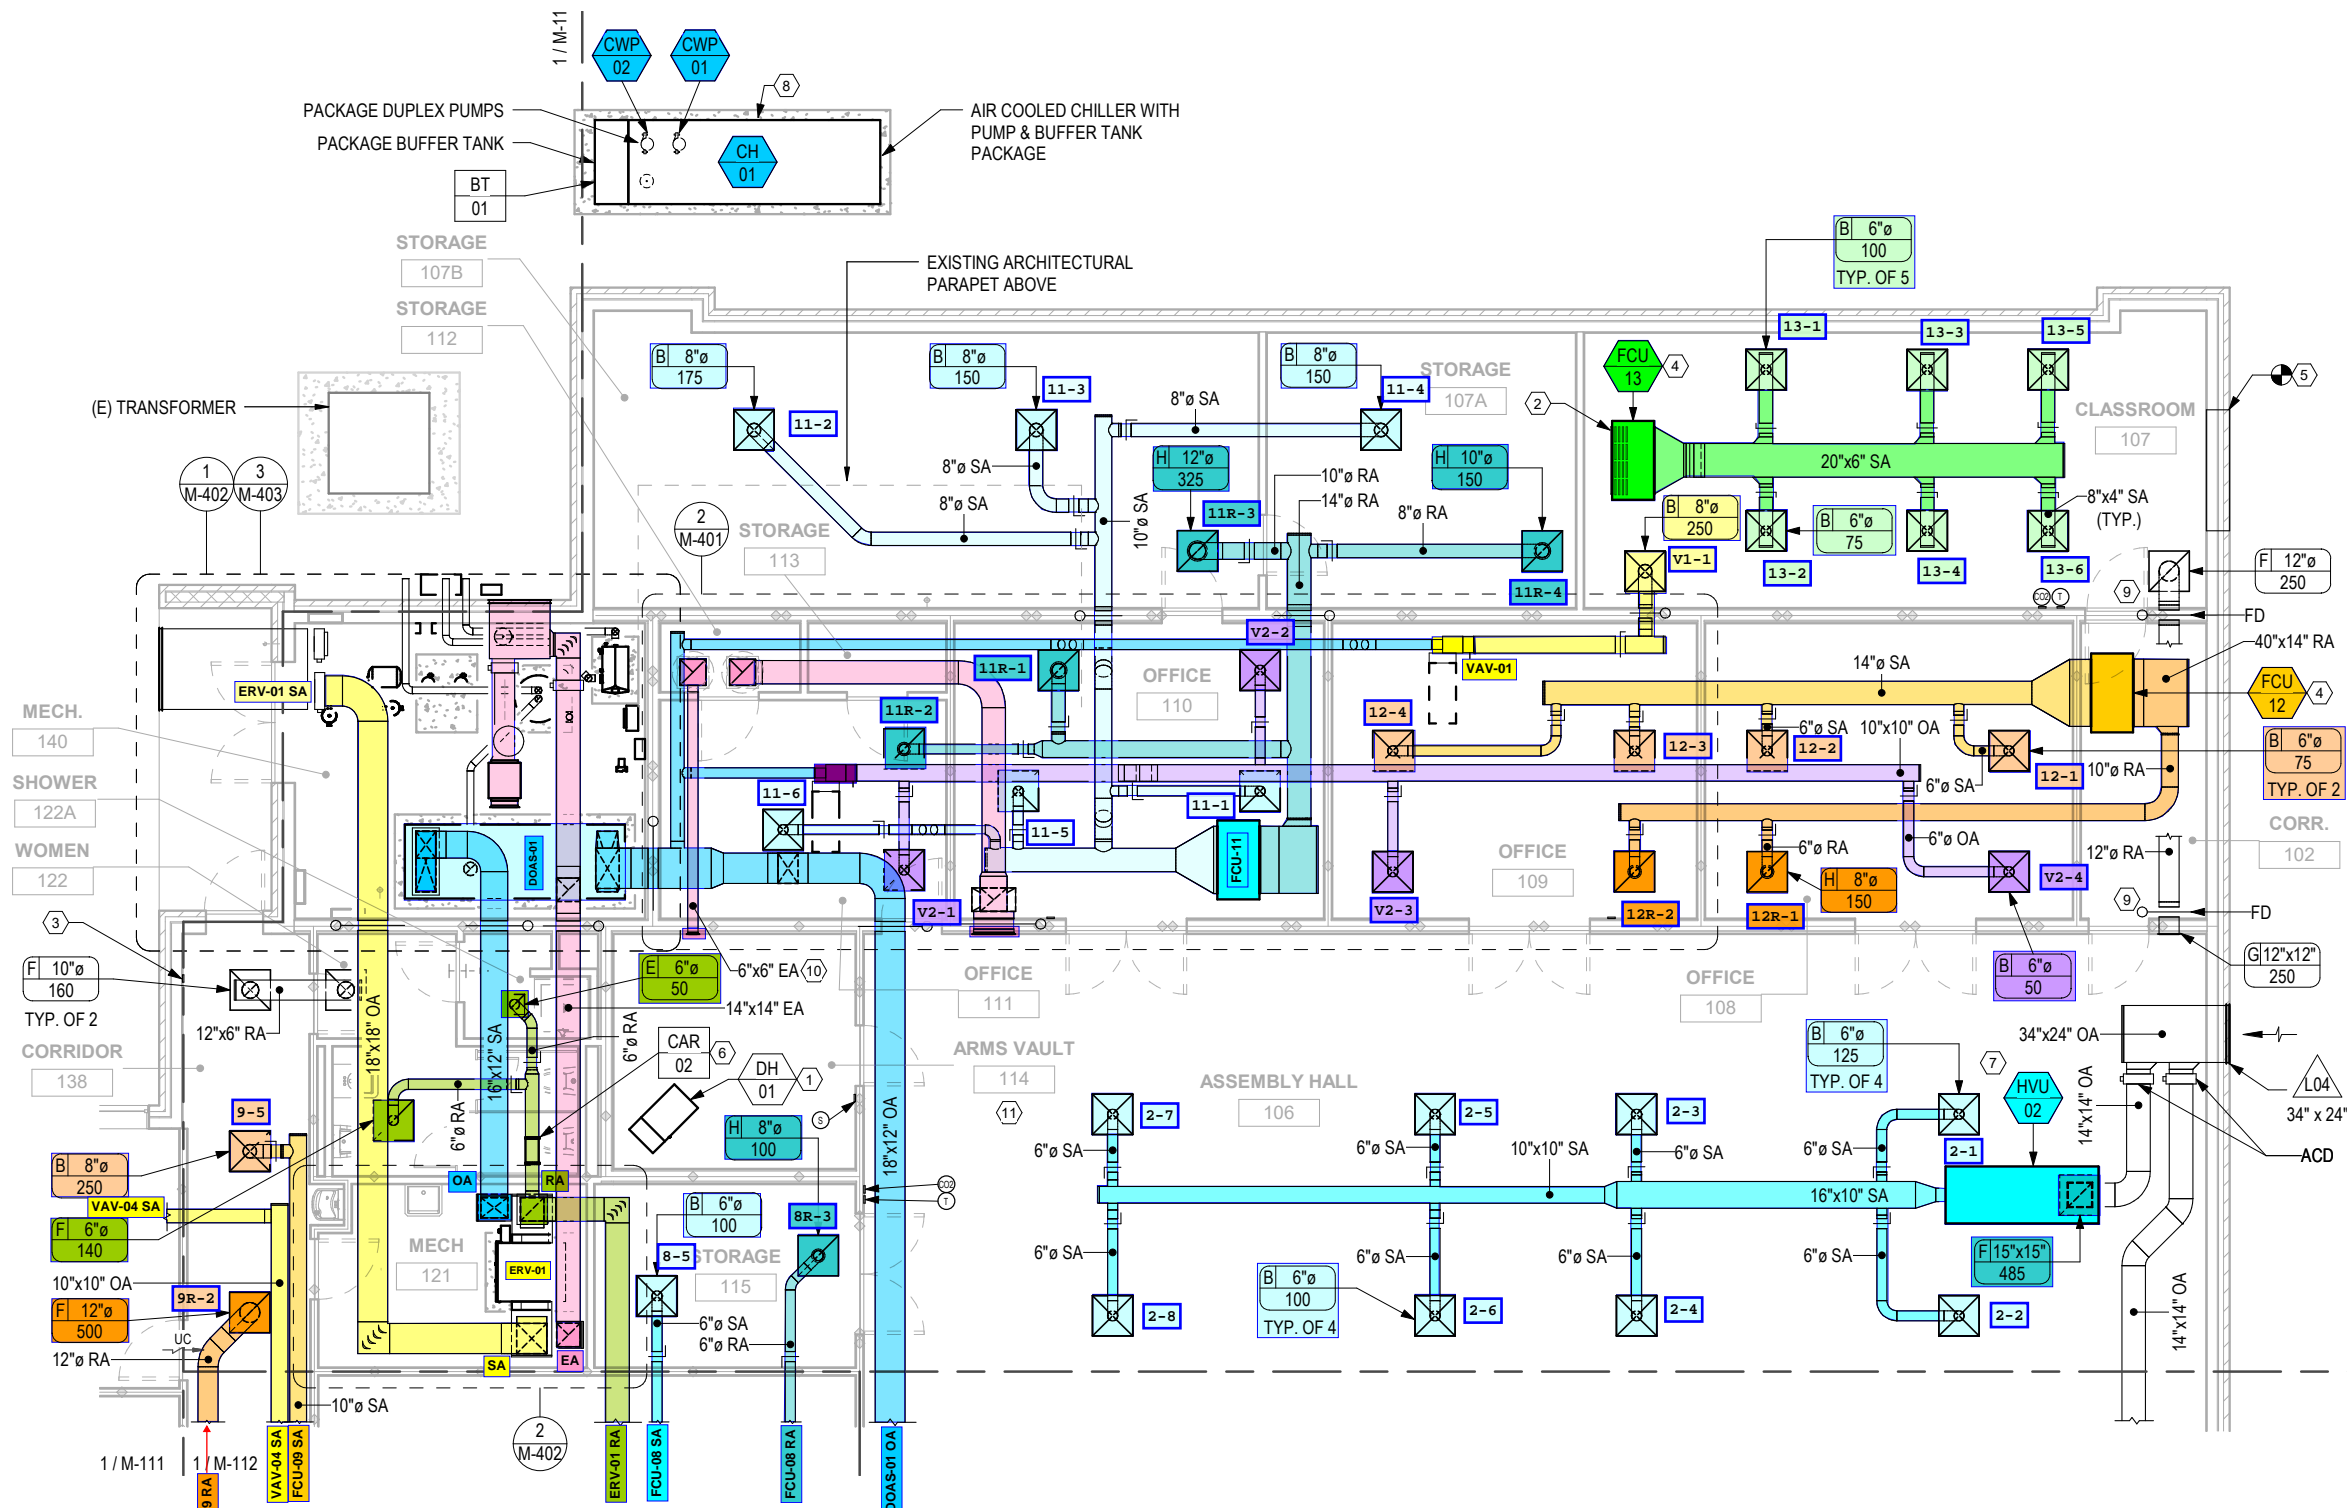 1 / M-11
CWP
02
CWP
01
8
PACKAGE DUPLEX PUMPS
PACKAGE BUFFER TANK
CH
01
AIR COOLED CHILLER WITH
PUMP & BUFFER TANK
PACKAGE
BT
01
STORAGE
107B
STORAGE
112
EXISTING ARCHITECTURAL
PARAPET ABOVE
B 6"ø
100
TYP. OF 5
13-1
13-3
13-5
B 8"ø
175
B 8"ø
150
B 8"ø
150
STORAGE
107A
FCU
13
4
5
(E) TRANSFORMER
11-2
11-3
11-4
8"ø SA
2
CLASSROOM
107
1
M-402
3
M-403
8"ø SA
H 12"ø
325
10"ø RA
14"ø RA
H 10"ø
150
20"x6" SA
8"x4" SA
(TYP.)
2
M-401
STORAGE
113
8"ø SA
10"ø SA
11R-3
8"ø RA
B 8"ø
250
B 6"ø
75
V1-1
13-2
13-4
13-6
11R-4
F 12"ø
250
CO2
T
9
FD
V2-2
40"x14" RA
ERV-01 SA
11R-1
OFFICE
110
VAV-01
14"ø SA
FCU
12
4
MECH.
140
11R-2
12-4
12-3
6"ø SA
12-2
10"x10" OA
B 6"ø
75
TYP. OF 2
SHOWER
122A
11-6
11-1
6"ø SA
12-1
10"ø RA
WOMEN
122
DOAS-01
11-5
FCU-11
OFFICE
109
6"ø RA
6"ø OA
12"ø RA
CORR.
102
3
V2-1
V2-3
12R-2
12R-1
H 8"ø
150
V2-4
9
FD
F 10"ø
160
TYP. OF 2
12"x6" RA
E 6"ø
50
6"x6" EA
10
14"x14" EA
OFFICE
111
OFFICE
108
B 6"ø
50
G 12"x12"
250
CORRIDOR
138
18"x18" OA
16"x12" SA
6"ø RA
CAR
02
6
ARMS VAULT
114
ASSEMBLY HALL
106
B 6"ø
125
TYP. OF 4
7
HVU
02
34"x24" OA
L04
34" x 24"
6"ø RA
DH
01
1
11
S
18"x12" OA
14"x14" OA
9-5
6"ø RA
H 8"ø
100
2-7
2-5
2-3
2-1
B 8"ø
250
6"ø SA
6"ø SA
10"x10" SA
6"ø SA
6"ø SA
ACD
OA
RA
CO2
T
VAV-04 SA
F 6"ø
140
MECH
121
B 6"ø
100
8R-3
16"x10" SA
8-5
STORAGE
115
6"ø SA
6"ø SA
6"ø SA
6"ø SA
F 15"x15"
485
10"x10" OA
ERV-01
B 6"ø
100
TYP. OF 4
9R-2
F 12"ø
500
2-8
2-6
2-4
2-2
UC
12"ø RA
6"ø SA
6"ø RA
14"x14" OA
SA
EA
10"ø SA
2
M-402
1 / M-111
1 / M-112
9 RA
VAV-04 SA
FCU-09 SA
ERV-01 RA
FCU-08 SA
FCU-08 RA
DOAS-01 OA